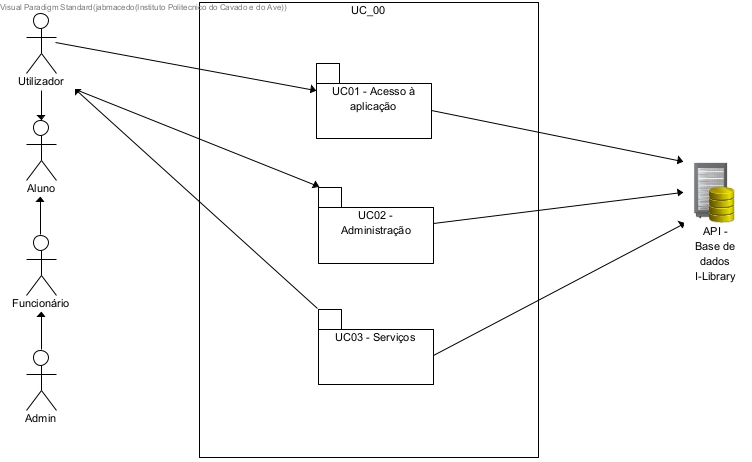 Visual Paradigm Standard(jabmacedo(Instituto Politecnico do Cavado e do Ave))
UC_00
Utilizador
UC01 - Acesso à
aplicação
Aluno
UC02 -
Administração
API -
Base de
dados
I-Library
Funcionário
UC03 - Serviços
Admin